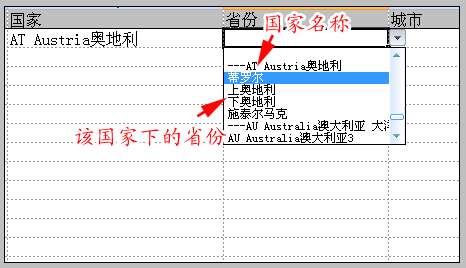 国家 省份 城市
国家名称
AT Austria奥地利
---AT Austria奥地利
蒂罗尔
上奥地利
下奥地利
施泰尔马克
该国家下的省份
---AU Australia澳大利亚 大洋
AU Australia澳大利亚3